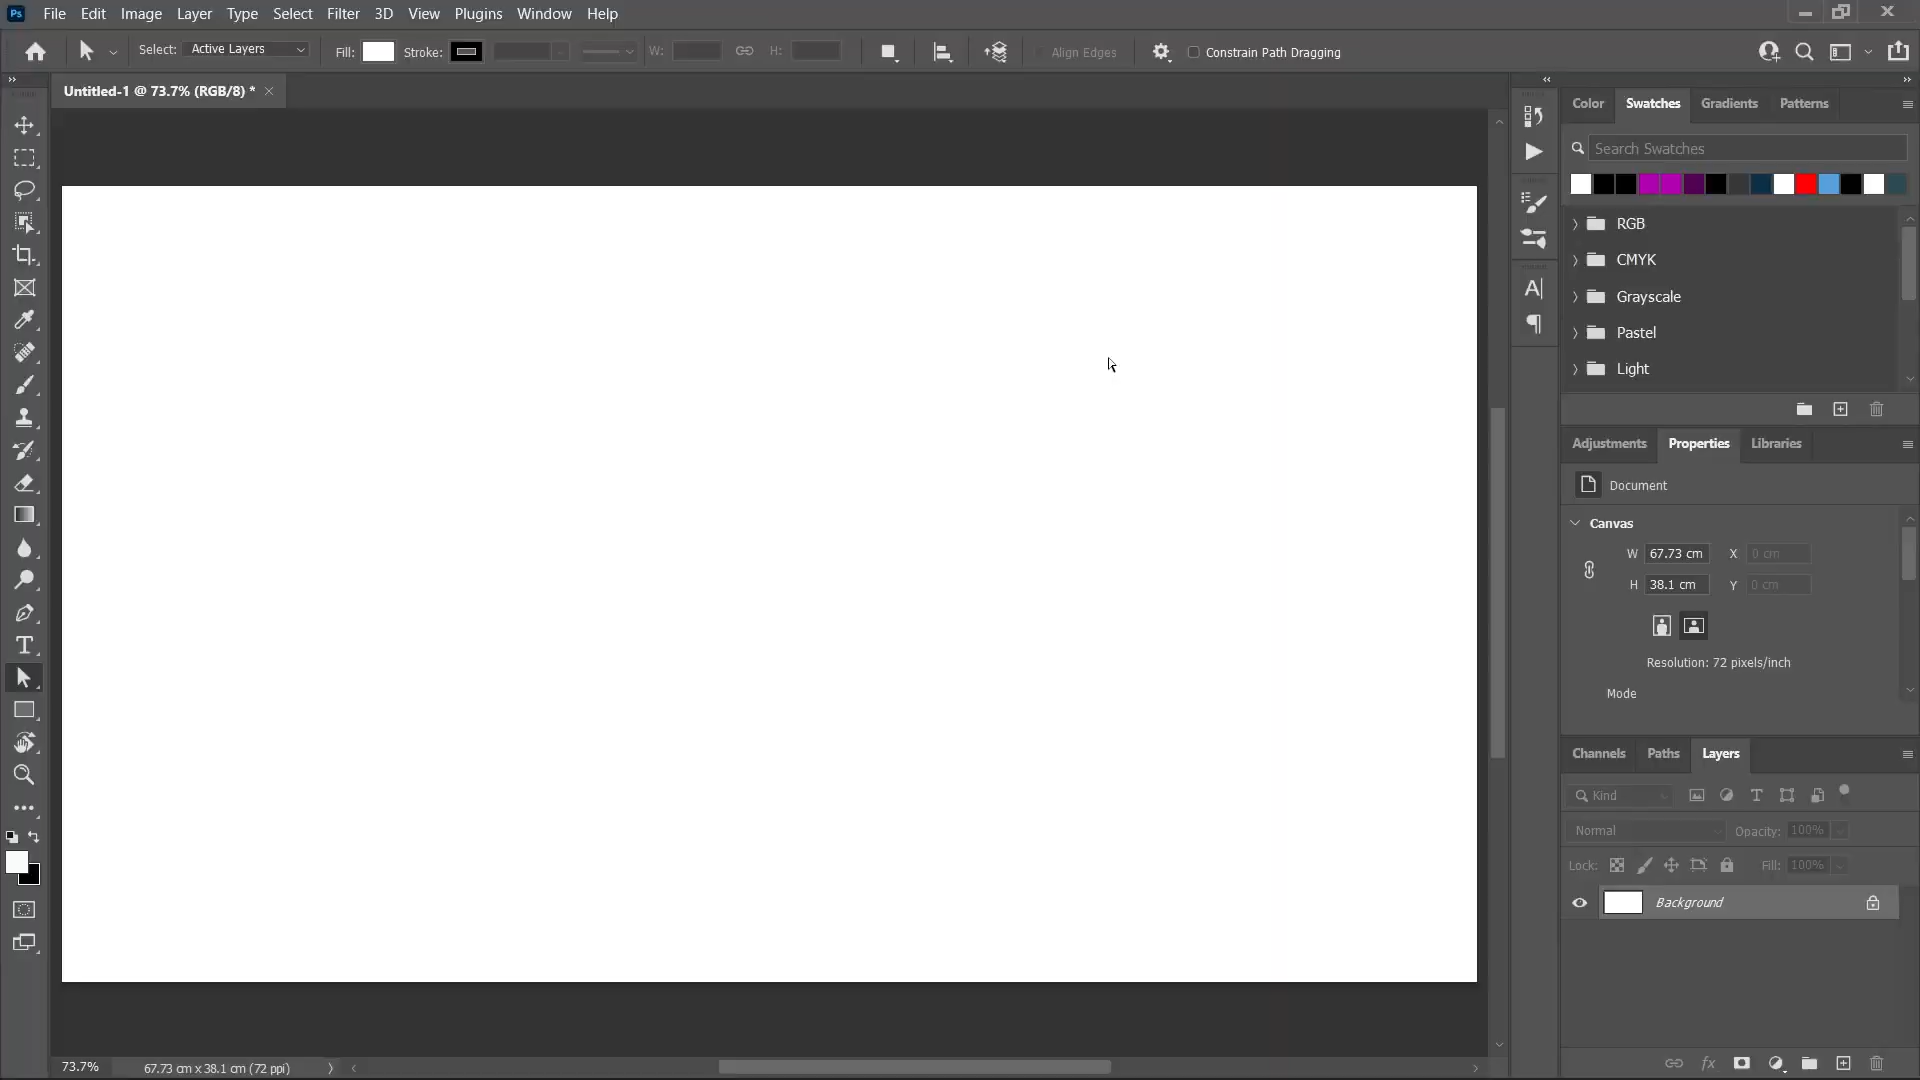 Ps File Edit Image Layer Type Select Filter 3D View Plugins Window Help
Select: Active Layers Fill: Stroke: W: H: Align Edges Constrain Path Dragging
Untitled-1 @ 73.7% (RGB/8) *
Color Swatches Gradients Patterns
Search Swatches
RGB
CMYK
Grayscale
Pastel
Light
Adjustments Properties Libraries
Document
Canvas
W 67.73 cm X 0 cm
H 38.1 cm Y 0 cm
Resolution: 72 pixels/inch
Mode
Channels Paths Layers
Kind
Normal Opacity: 100%
Lock: Fill: 100%
Background
fx
73.7% 67.73 cm x 38.1 cm (72 ppi)